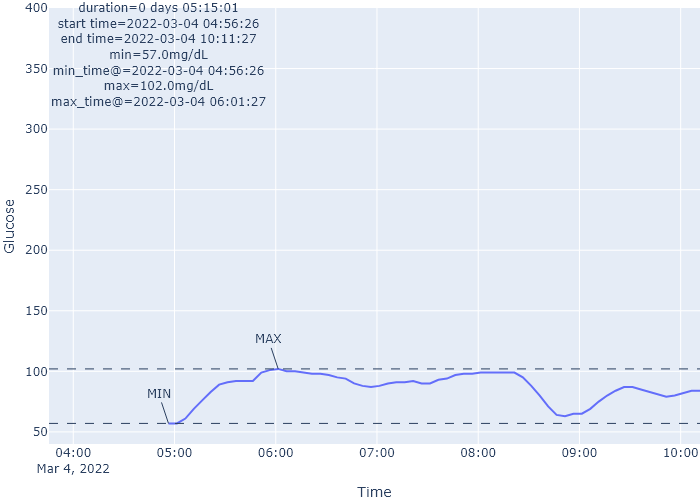 duration=0 days 05:15:01
start time=2022-03-04 04:56:26
end time=2022-03-04 10:11:27
min=57.0mg/dL
min_time@=2022-03-04 04:56:26
max=102.0mg/dL
max_time@=2022-03-04 06:01:27
400
350
300
250
200
150
100
50
Glucose
MAX
MIN
04:00 05:00 06:00 07:00 08:00 09:00 10:00
Mar 4, 2022
Time